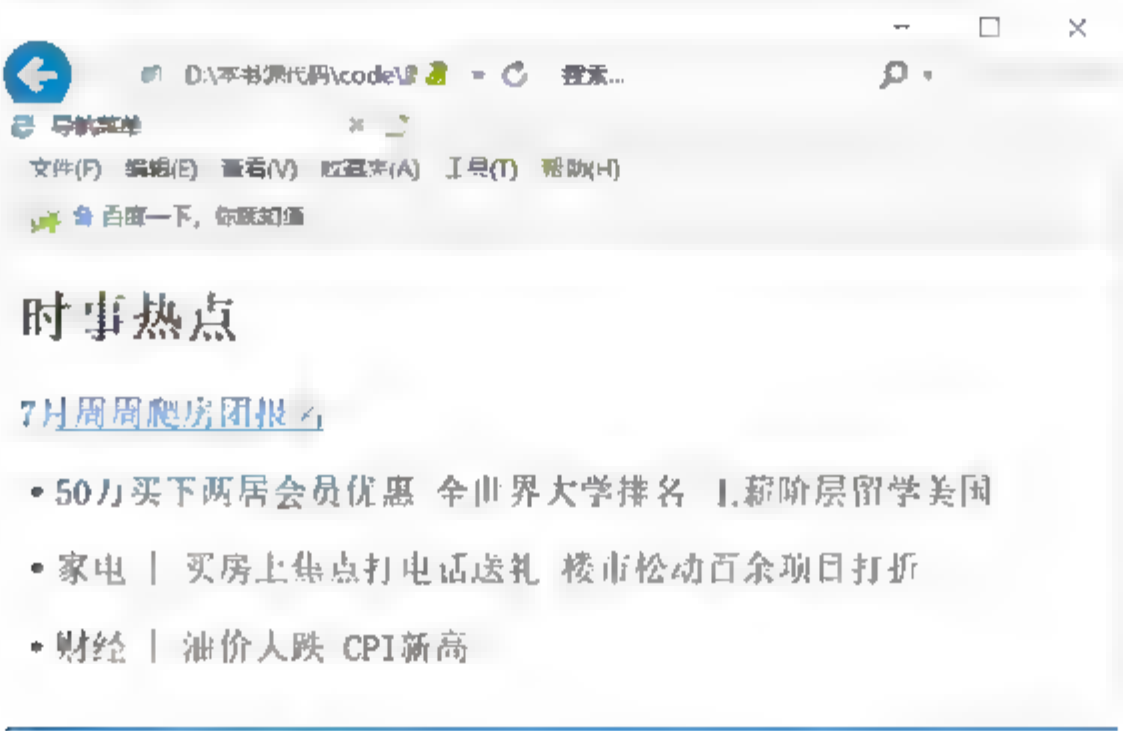 D:\本书源代码\code\ 搜索...
导航菜单
文件(F) 编辑(E) 查看(V) 收藏夹(A) 工具(T) 帮助(H)
百度一下，你就知道
时事热点
7月周周爬房团报
50万买下两居会员优惠 全世界大学排名 工薪阶层留学美国
家电 | 买房上焦点打电话送礼 楼市松动百余项目打折
财经 | 油价大跌 CPI新高